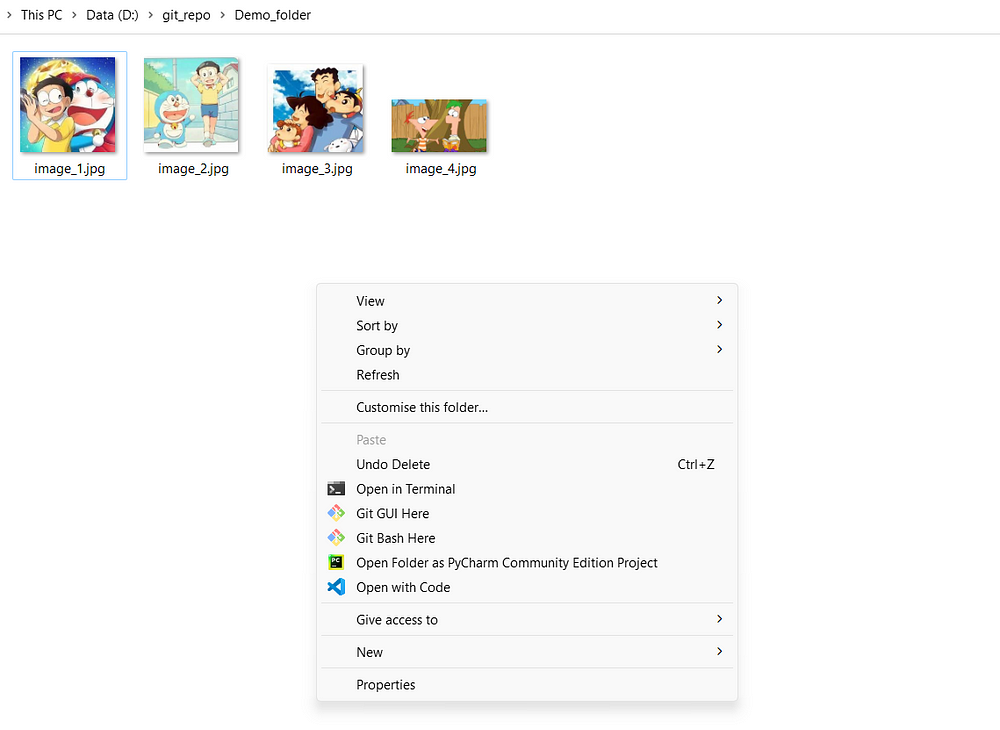 This PC > Data (D:) > git_repo > Demo_folder
image_1.jpg
image_2.jpg
image_3.jpg
image_4.jpg
View
Sort by
Group by
Refresh
Customise this folder...
Paste
Undo Delete Ctrl+Z
Open in Terminal
Git GUI Here
Git Bash Here
PC Open Folder as PyCharm Community Edition Project
Open with Code
Give access to
New
Properties